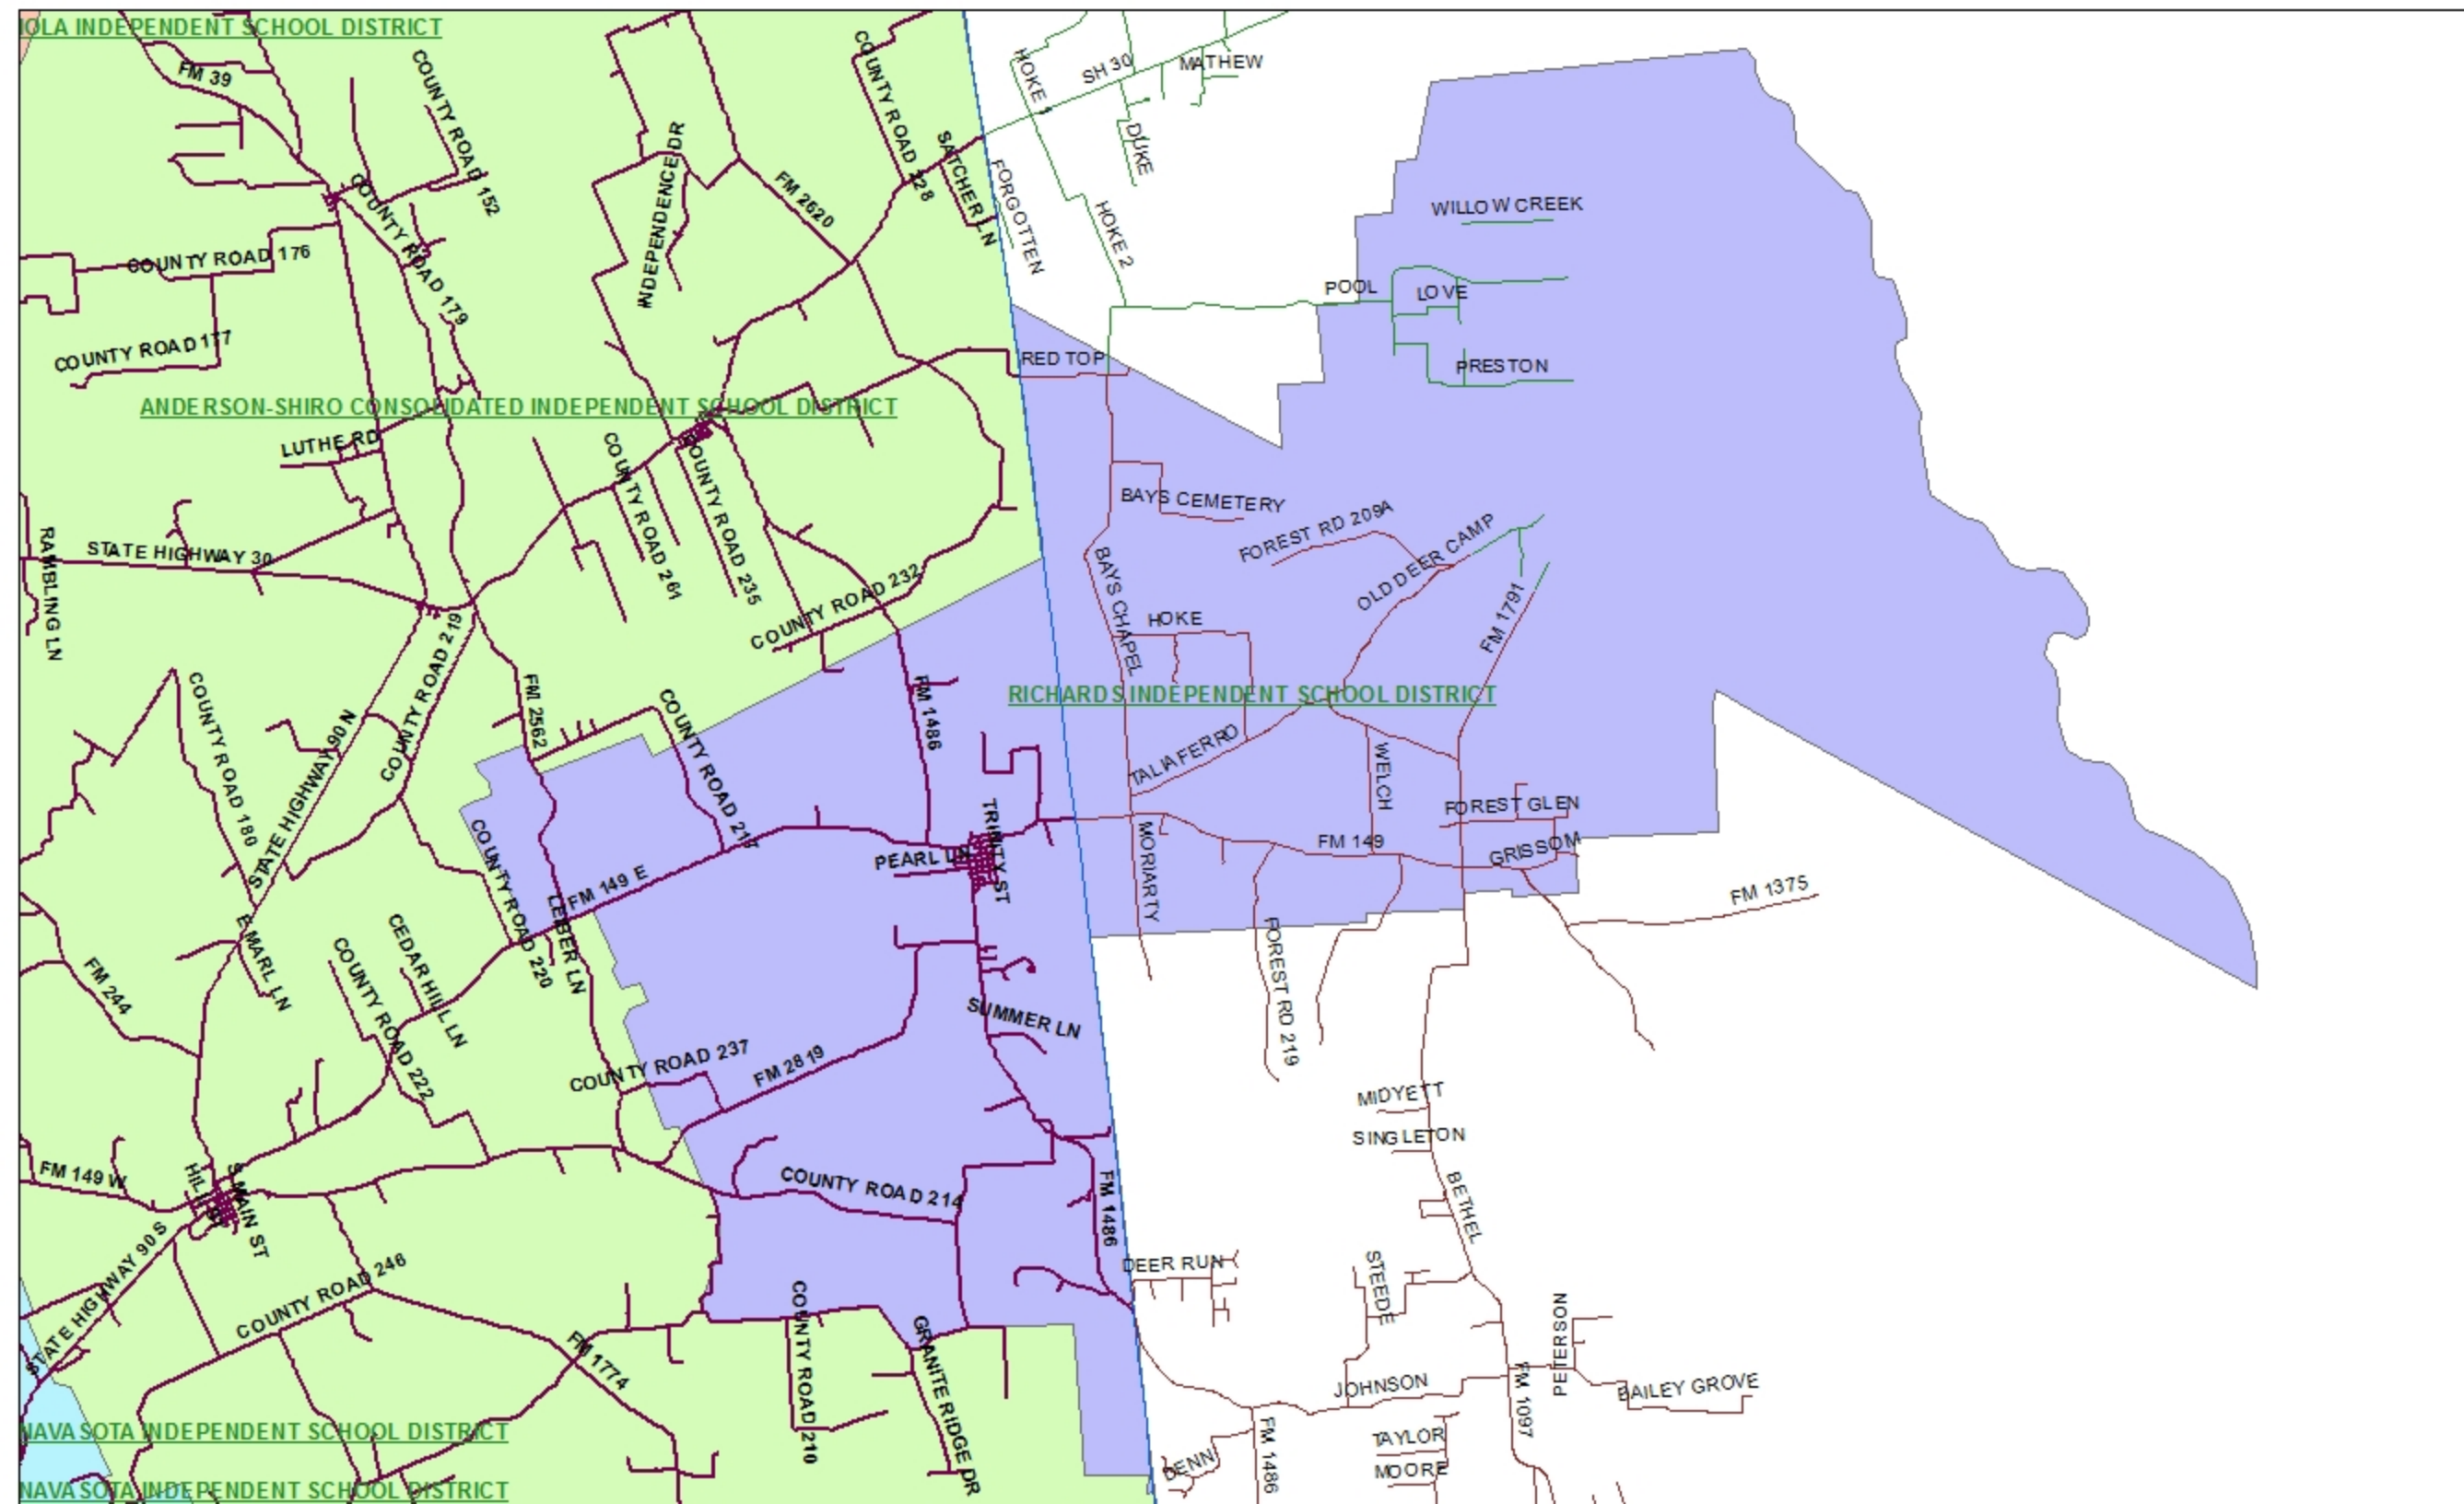 IOLA INDEPENDENT SCHOOL DISTRICT
FM 39
COUNTY ROAD 152
COUNTY ROAD 228
SATCHER LN
HOKE 1
SH 30
MATHEW
DUKE
FORGOTTEN
HOKE 2
INDEPENDENCE DR
FM 2620
COUNTY ROAD 176
COUNTY ROAD 179
COUNTY ROAD 177
WILLOW CREEK
POOL
LOVE
PRESTON
RED TOP
ANDERSON-SHIRO CONSOLIDATED INDEPENDENT SCHOOL DISTRICT
LUTHE RD
COUNTY ROAD 261
COUNTY ROAD 235
BAYS CEMETERY
FOREST RD 209A
OLD DEER CAMP
RAMBLING LN
STATE HIGHWAY 30
COUNTY ROAD 232
BAYS CHAPEL
HOKE
FM 1791
COUNTY ROAD 219
RICHARDS INDEPENDENT SCHOOL DISTRICT
COUNTY ROAD 180
STATE HIGHWAY 90 N
FM 2562
COUNTY ROAD 217
FM 1486
TALIAFERRO
WELCH
FOREST GLEN
TRINITY ST
PEARL LN
MORIARTY
FM 149
GRISSOM
FM 1375
COUNTY ROAD 220
LEBER LN
FM 149 E
E MARL LN
CEDAR HILL LN
COUNTY ROAD 222
FM 244
FOREST RD 219
SUMMER LN
COUNTY ROAD 237
FM 2819
MIDYETT
SINGLETON
BETHEL
FM 149 W
HILL ST
S MAIN ST
COUNTY ROAD 214
FM 1486
STATE HIGHWAY 90 S
COUNTY ROAD 246
DEER RUN
STEEDE
PETERSON
COUNTY ROAD 210
GRANITE RIDGE DR
FM 1774
JOHNSON
FM 1097
BAILEY GROVE
NAVASOTA INDEPENDENT SCHOOL DISTRICT
DENN
FM 1486
TAYLOR
MOORE
NAVASOTA INDEPENDENT SCHOOL DISTRICT